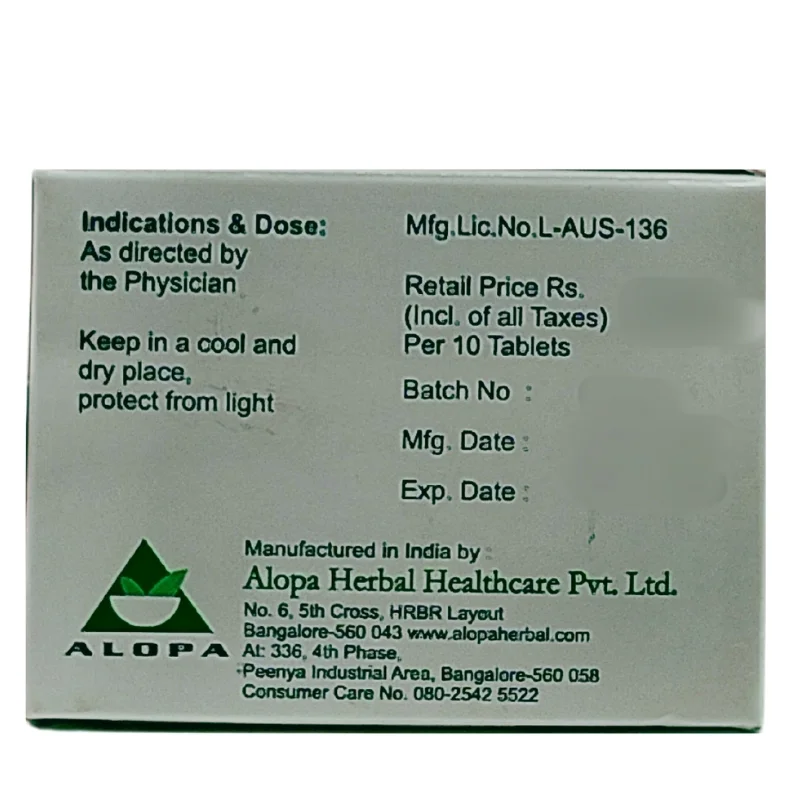 Indications & Dose:
As directed by
the Physician
Keep in a cool and
dry place,
protect from light
Mfg.Lic.No.L-AUS-136
Retail Price Rs.
(Incl. of all Taxes)
Per 10 Tablets
Batch No :
Mfg. Date :
Exp. Date :
ALOPA
Manufactured in India by :
Alopa Herbal Healthcare Pvt. Ltd.
No. 6, 5th Cross, HRBR Layout
Bangalore-560 043 www.alopaherbal.com
At: 336, 4th Phase,
Peenya Industrial Area, Bangalore-560 058
Consumer Care No. 080-2542 5522